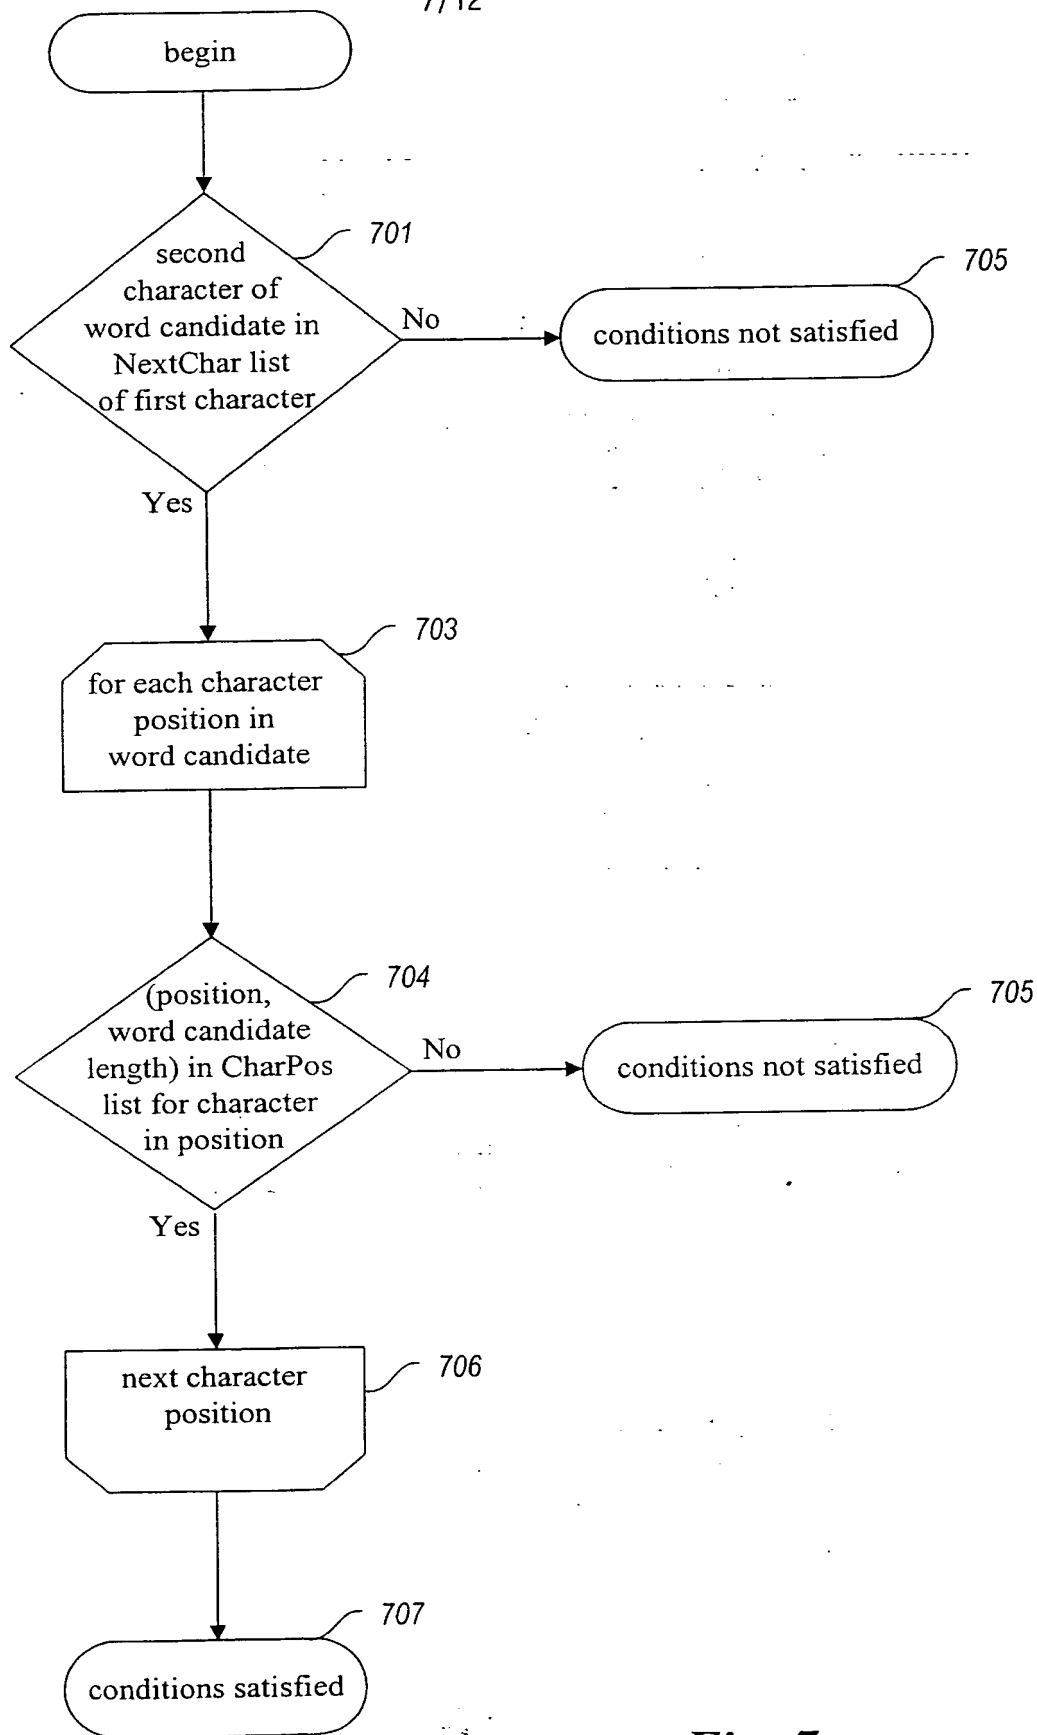 7/12
begin
701
second
character of
word candidate in
NextChar list
of first character
No
705
conditions not satisfied
Yes
703
for each character
position in
word candidate
704
(position,
word candidate
length) in CharPos
list for character
in position
No
705
conditions not satisfied
Yes
706
next character
position
707
conditions satisfied